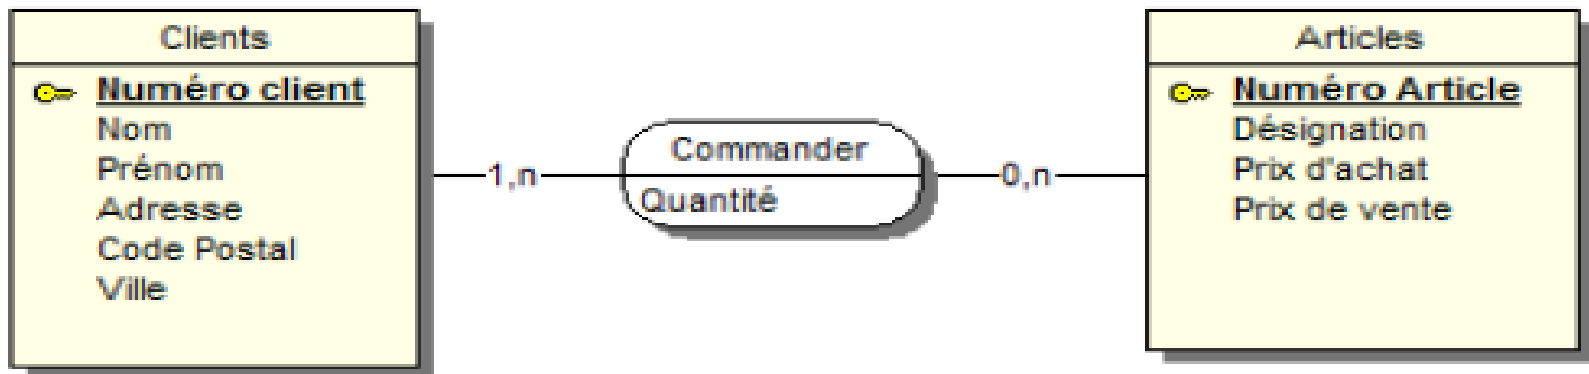 Clients
Numéro client
Nom
Prénom
Adresse
Code Postal
Ville
1,n
Commander
Quantité
0,n
Articles
Numéro Article
Désignation
Prix d'achat
Prix de vente